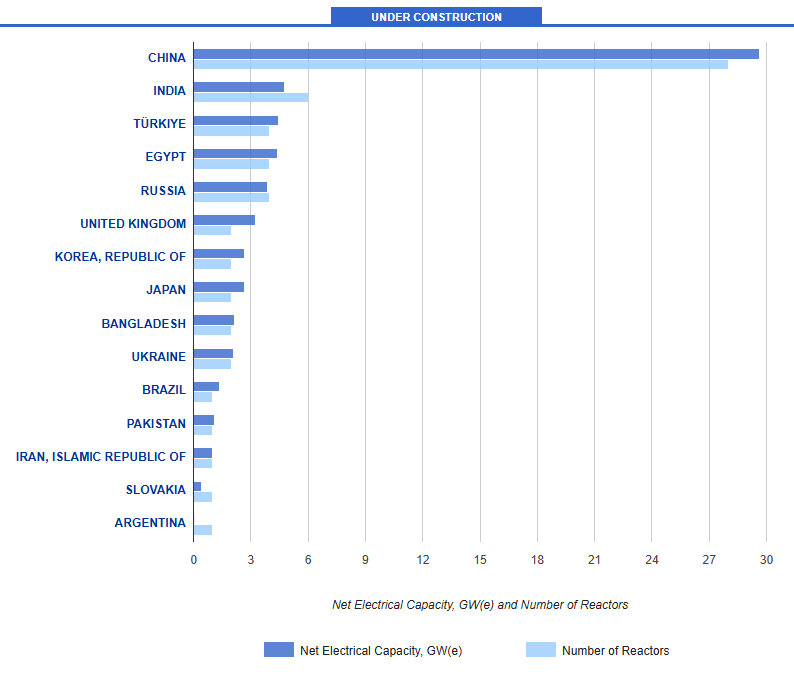 UNDER CONSTRUCTION
CHINA
INDIA
TÜRKIYE
EGYPT
RUSSIA
UNITED KINGDOM
KOREA, REPUBLIC OF
JAPAN
BANGLADESH
UKRAINE
BRAZIL
PAKISTAN
IRAN, ISLAMIC REPUBLIC OF
SLOVAKIA
ARGENTINA
0 3 6 9 12 15 18 21 24 27 30
Net Electrical Capacity, GW(e) and Number of Reactors
Net Electrical Capacity, GW(e) Number of Reactors